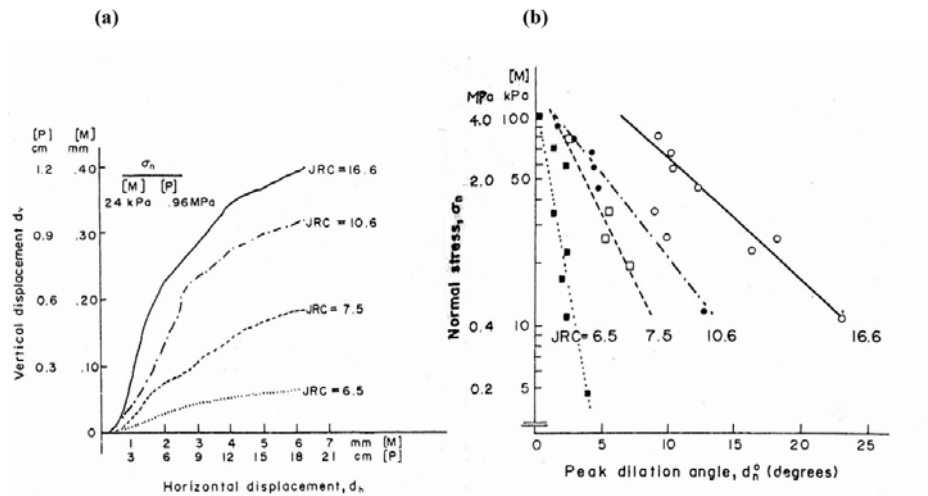 (a)
[P] [M]
cm mm
1.2 .40
0.9 .30
0.6 .20
0.3 .10
0
Vertical displacement dᵥ
σₙ
[M] [P]
24 kPa .96 MPa
JRC=16.6
JRC=10.6
JRC=7.5
JRC=6.5
1 2 3 4 5 6 7 mm [M]
3 6 9 12 15 18 21 cm [P]
Horizontal displacement, dₕ
(b)
[M]
MPa kPa
4.0 100
2.0 50
0.4 10
0.2 5
Normal stress, σₙ
JRC=6.5 7.5 10.6 16.6
0 5 10 15 20 25
Peak dilation angle, dₙ° (degrees)